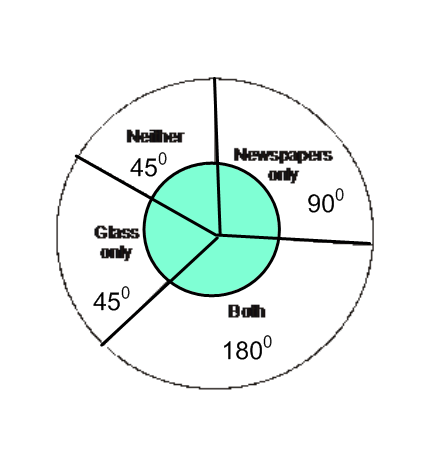 Neither
45⁰
Newspapers
only
90⁰
Glass
only
45⁰
Both
180⁰